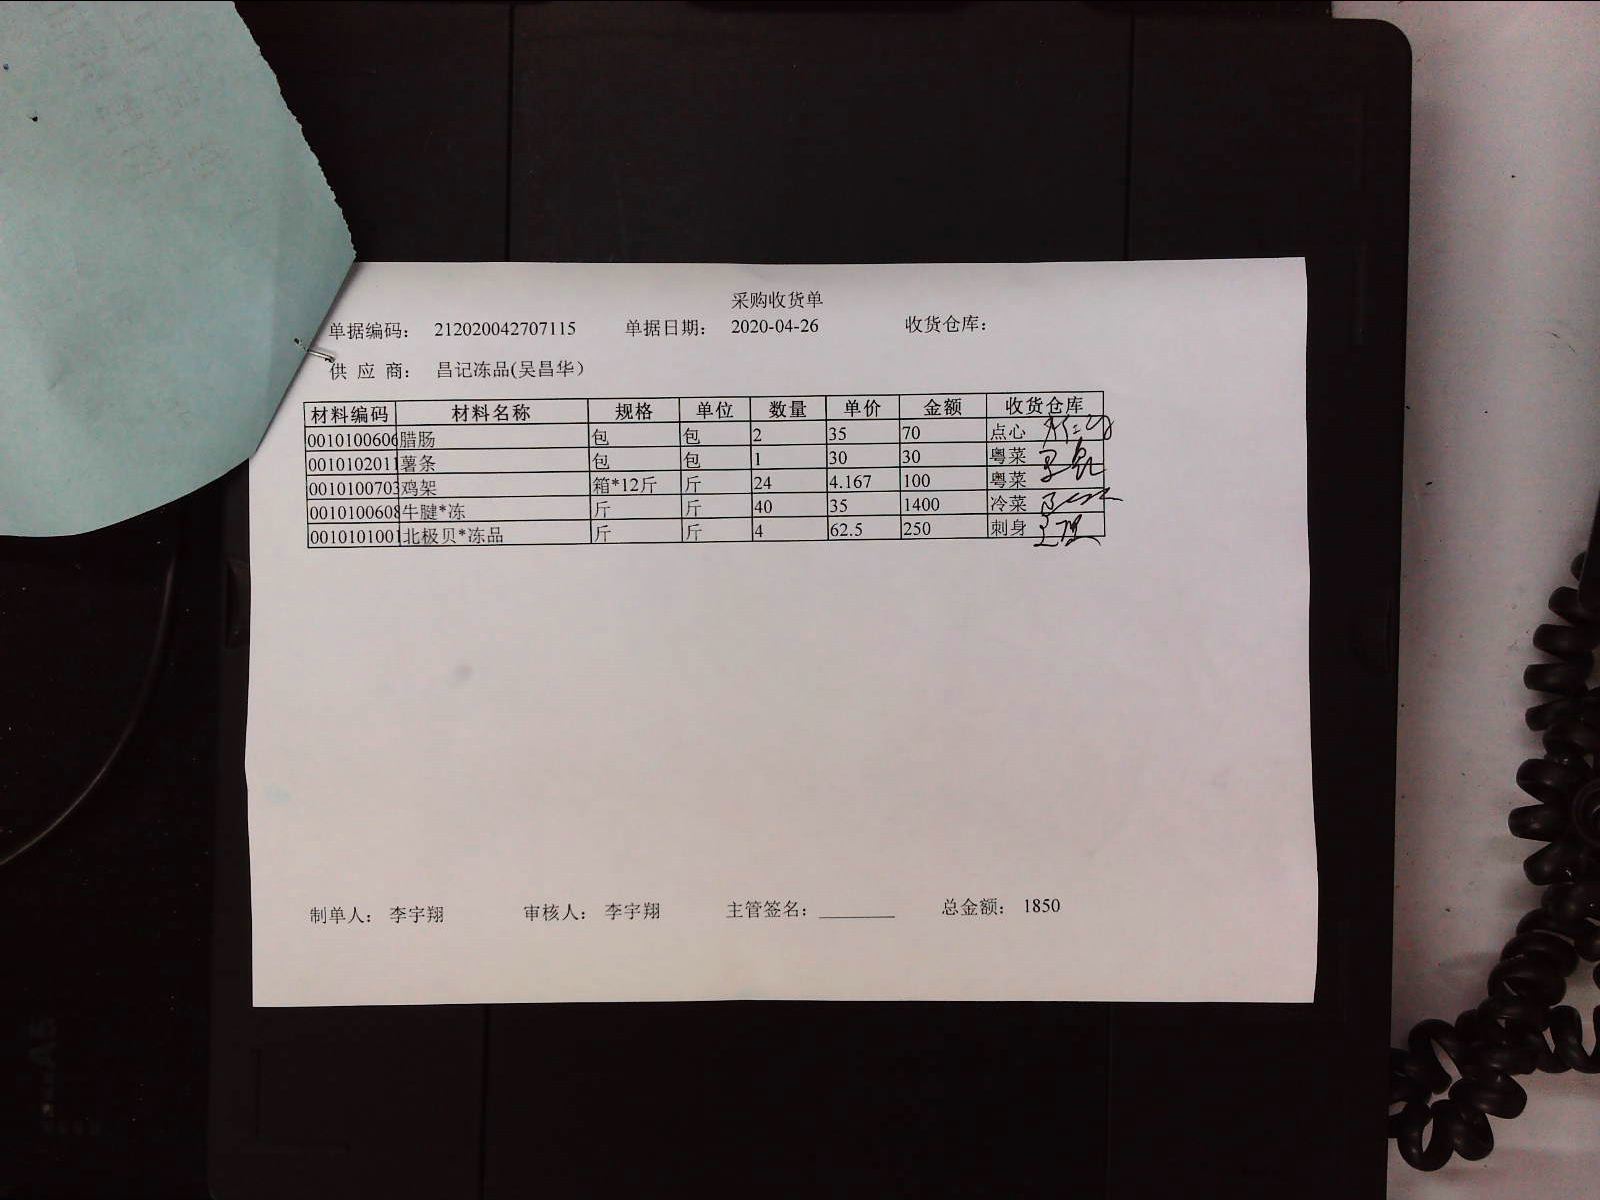 采购收货单
单据编码： 212020042707115 单据日期： 2020-04-26 收货仓库：
供 应 商： 昌记冻品(吴昌华）
材料编码 材料名称 规格 单位 数量 单价 金额 收货仓库
0010100606 腊肠 包 包 2 35 70 点心
0010102011 薯条 包 包 1 30 30 粤菜
0010100703 鸡架 箱*12斤 斤 24 4.167 100 粤菜
0010100608 牛腱*冻 斤 斤 40 35 1400 冷菜
0010101001 北极贝*冻品 斤 斤 4 62.5 250 刺身
制单人： 李宇翔 审核人： 李宇翔 主管签名：________ 总金额： 1850